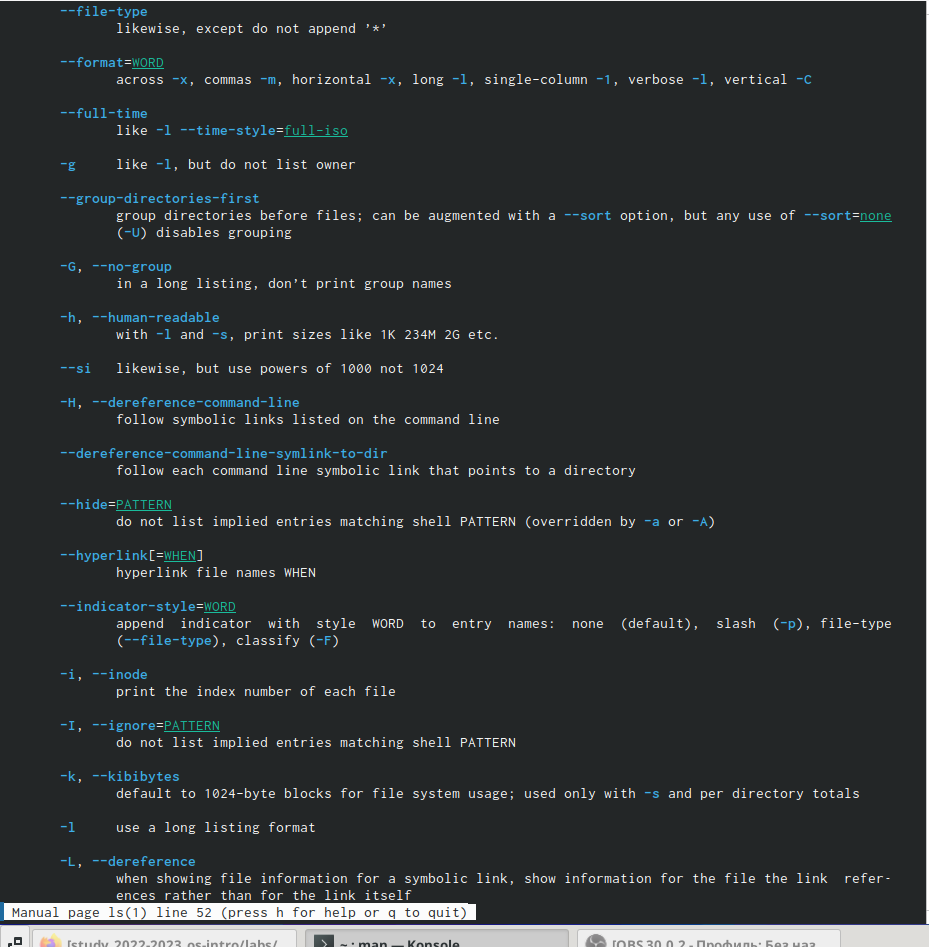 --file-type
likewise, except do not append ’*’
--format=WORD
across -x, commas -m, horizontal -x, long -l, single-column -1, verbose -l, vertical -C
--full-time
like -l --time-style=full-iso
-g     like -l, but do not list owner
--group-directories-first
group directories before files; can be augmented with a --sort option, but any use of --sort=none
(-U) disables grouping
-G, --no-group
in a long listing, don’t print group names
-h, --human-readable
with -l and -s, print sizes like 1K 234M 2G etc.
--si   likewise, but use powers of 1000 not 1024
-H, --dereference-command-line
follow symbolic links listed on the command line
--dereference-command-line-symlink-to-dir
follow each command line symbolic link that points to a directory
--hide=PATTERN
do not list implied entries matching shell PATTERN (overridden by -a or -A)
--hyperlink[=WHEN]
hyperlink file names WHEN
--indicator-style=WORD
append indicator with style WORD to entry names: none (default), slash (-p), file-type
(--file-type), classify (-F)
-i, --inode
print the index number of each file
-I, --ignore=PATTERN
do not list implied entries matching shell PATTERN
-k, --kibibytes
default to 1024-byte blocks for file system usage; used only with -s and per directory totals
-l     use a long listing format
-L, --dereference
when showing file information for a symbolic link, show information for the file the link refer-
ences rather than for the link itself
Manual page ls(1) line 52 (press h for help or q to quit)
[study_2022-2023_os-intro/labs/
~ : man — Konsole
[OBS 30.0.2 - Профиль: Без наз